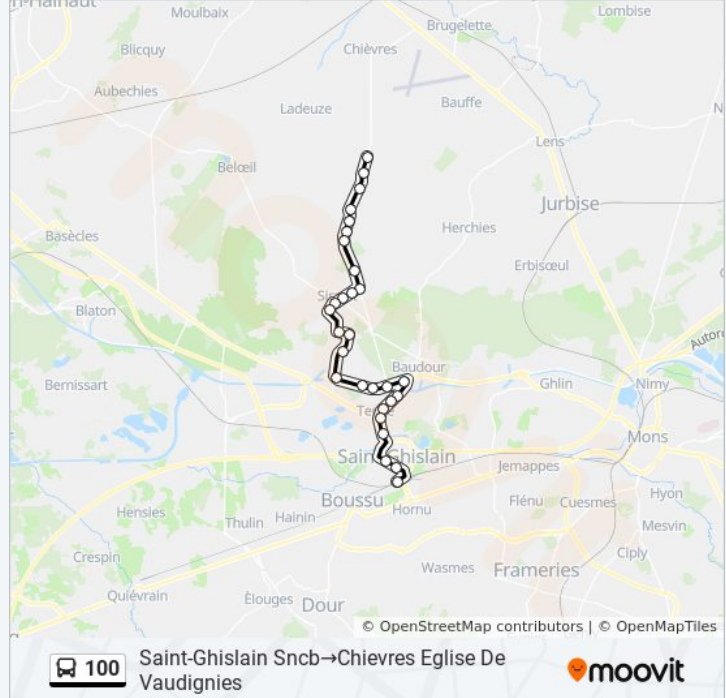 n-Hainaut
Moulbaix
Lombise
Brugelette
Blicquy
Chièvres
Aubechies
Bauffe
Ladeuze
Lens
Belœil
Jurbise
Herchies
Basècles
Erbisœul
Blaton
Baudour
Bernissart
Ghlin
Nimy
Mons
Jemappes
Boussu
Hornu
Flénu
Cuesmes
Hyon
Hensies
Thulin
Hainin
Mesvin
Crespin
Ciply
Wasmes
Frameries
Quiévrain
Élouges
Dour
© OpenStreetMap contributors | © OpenMapTiles
100
Saint-Ghislain Sncb→Chievres Eglise De
Vaudignies
moovit